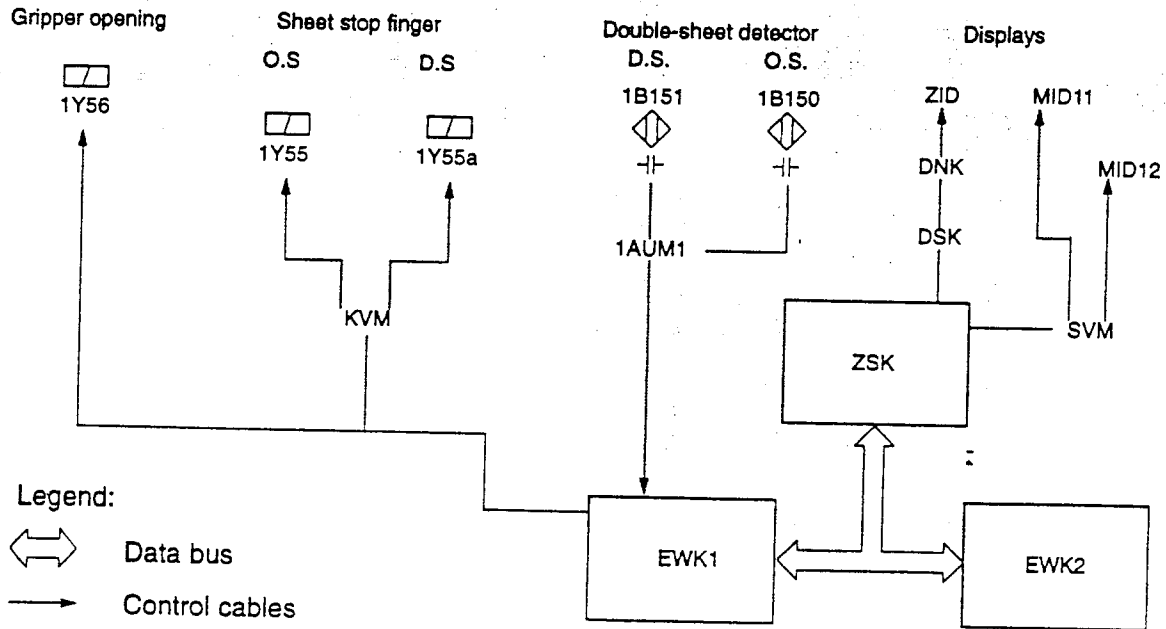 Gripper opening
Sheet stop finger
Double-sheet detector
Displays
O.S
D.S
D.S.
O.S.
1Y56
1Y55
1Y55a
1B151
1B150
ZID
MID11
MID12
DNK
DSK
1AUM1
KVM
SVM
ZSK
EWK1
EWK2
Legend:
Data bus
Control cables